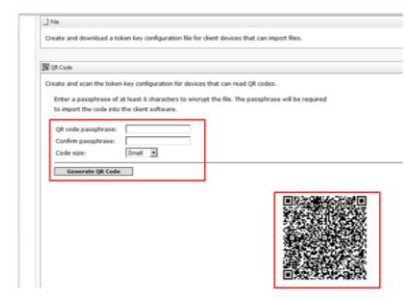 File
Create and download a token key configuration file for client devices that can import files.
QR Code
Create and scan the token key configuration for devices that can read QR codes.
Enter a passphrase of at least 6 characters to encrypt the file. The passphrase will be required
to import the code into the client software.
QR code passphrase:
Confirm passphrase:
Code size: Small
Generate QR Code